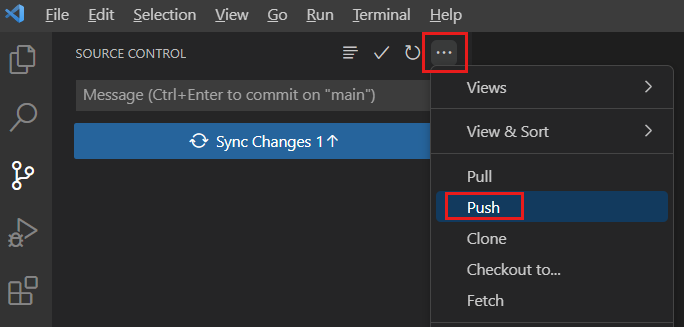 File Edit Selection View Go Run Terminal Help
SOURCE CONTROL
Message (Ctrl+Enter to commit on "main")
Sync Changes 1↑
Views
View & Sort
Pull
Push
Clone
Checkout to...
Fetch